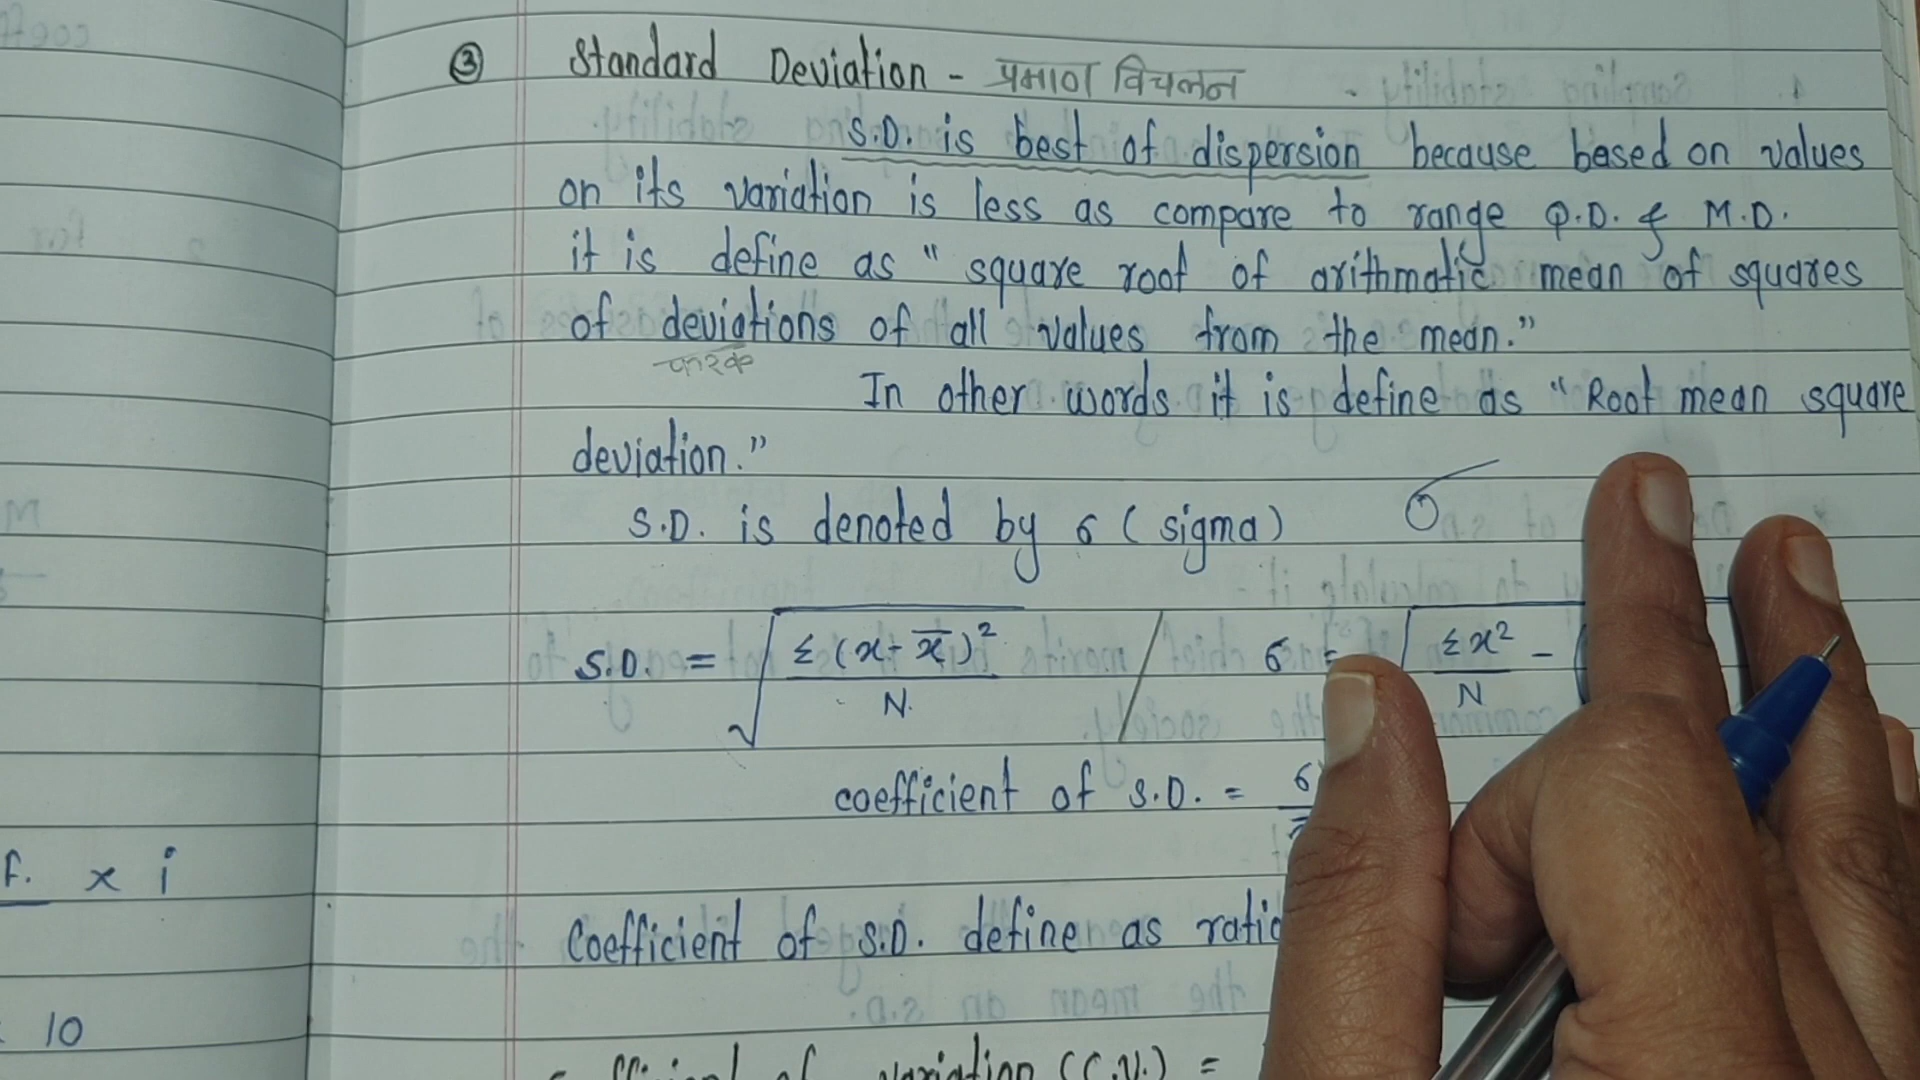 ③ Standard Deviation - प्रमाण विचलन
S.D. is best of dispersion because based on values
on its variation is less as compare to range Q.D. & M.D.
it is define as "square root of arithmatic mean of squares
of deviations of all values from the mean."
फरक
In other words it is define as "Root mean square
deviation."
S.D. is denoted by σ (sigma) σ
S.D. = √ Σ(x-x̄)² / N. / σ = √ Σx² / N -
coefficient of S.D. = σ
Coefficient of S.D. define as ratio
variation (C.V.) =
f. x i
10